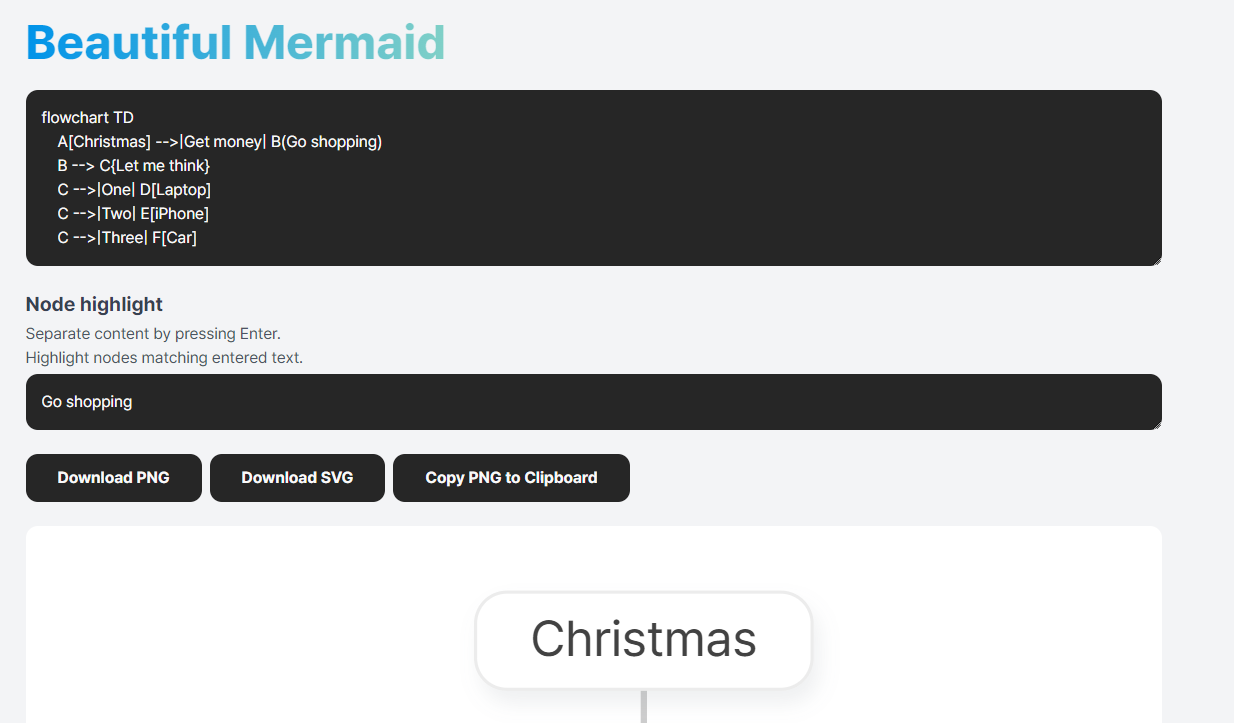 Beautiful Mermaid
flowchart TD
    A[Christmas] -->|Get money| B(Go shopping)
    B --> C{Let me think}
    C -->|One| D[Laptop]
    C -->|Two| E[iPhone]
    C -->|Three| F[Car]
Node highlight
Separate content by pressing Enter.
Highlight nodes matching entered text.
Go shopping
Download PNG Download SVG Copy PNG to Clipboard
Christmas